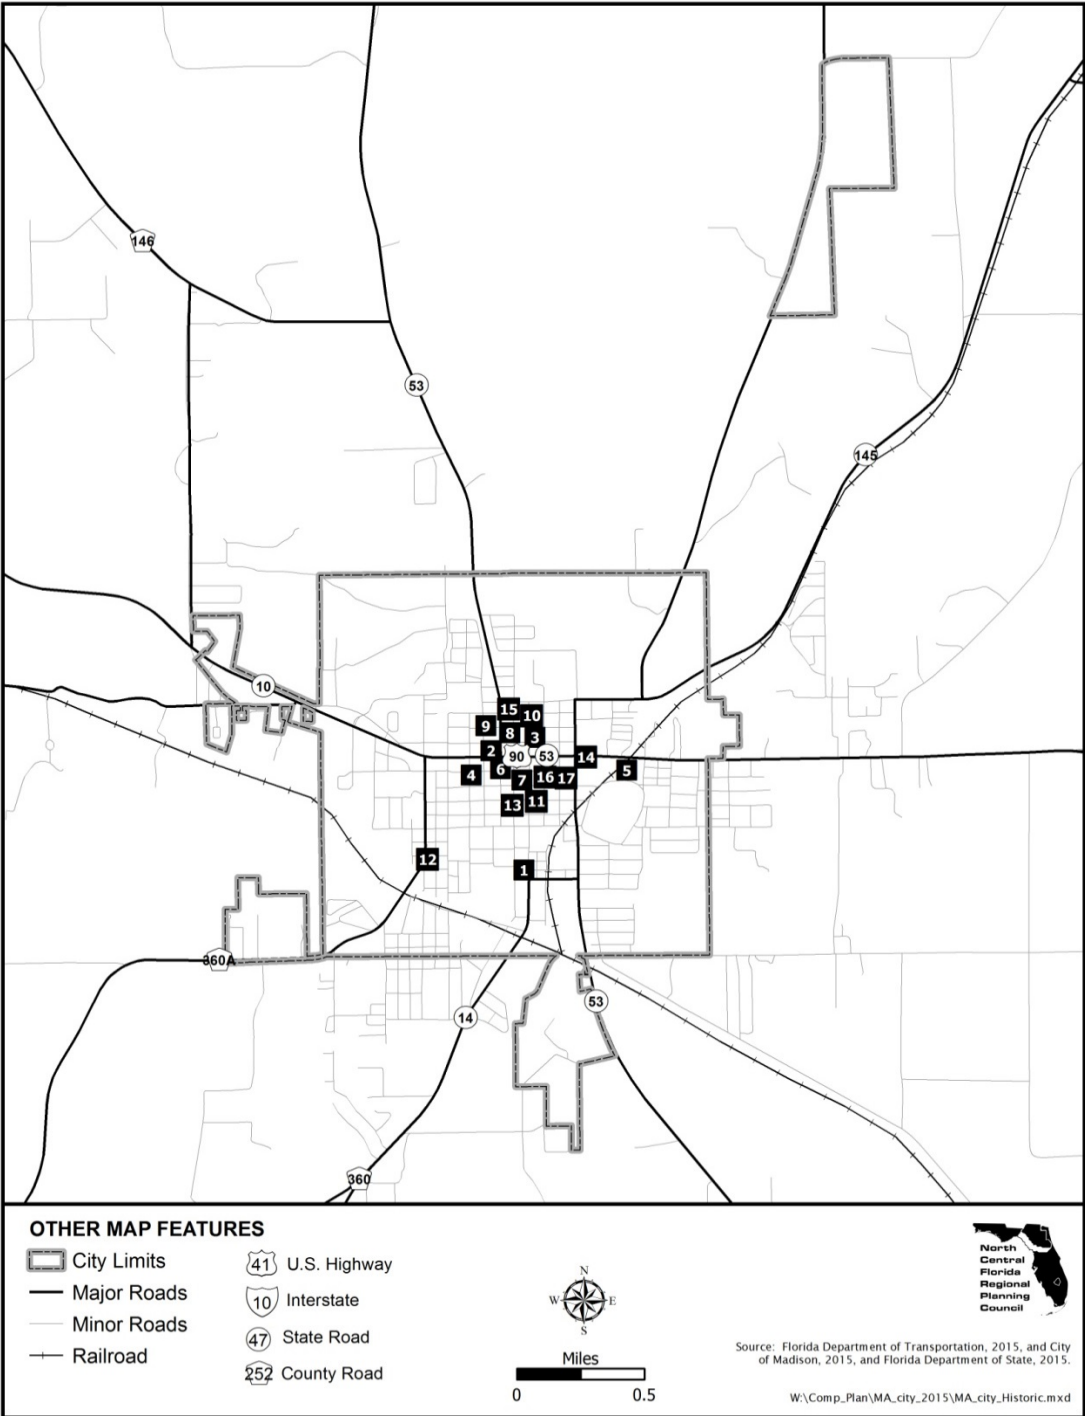 146
53
145
10
15
10
9
8
3
2
90
53
14
4
6
7
16
17
5
13
11
12
1
360A
14
53
360
OTHER MAP FEATURES
City Limits
Major Roads
Minor Roads
Railroad
41 U.S. Highway
10 Interstate
47 State Road
252 County Road
N
W E
S
Miles
0 0.5
North
Central
Florida
Regional
Planning
Council
Source: Florida Department of Transportation, 2015, and City
of Madison, 2015, and Florida Department of State, 2015.
W:\Comp_Plan\MA_city_2015\MA_city_Historic.mxd